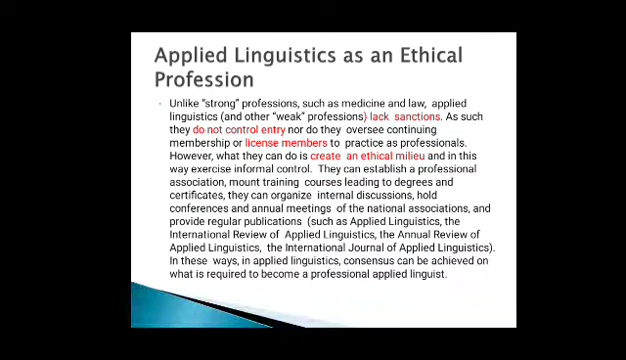 Applied Linguistics as an Ethical
Profession
Unlike "strong" professions, such as medicine and law, applied
linguistics (and other "weak" professions) lack sanctions. As such
they do not control entry nor do they oversee continuing
membership or license members to practice as professionals.
However, what they can do is create an ethical milieu and in this
way exercise informal control. They can establish a professional
association, mount training courses leading to degrees and
certificates, they can organize internal discussions, hold
conferences and annual meetings of the national associations, and
provide regular publications (such as Applied Linguistics, the
International Review of Applied Linguistics, the Annual Review of
Applied Linguistics, the International Journal of Applied Linguistics).
In these ways, in applied linguistics, consensus can be achieved on
what is required to become a professional applied linguist.